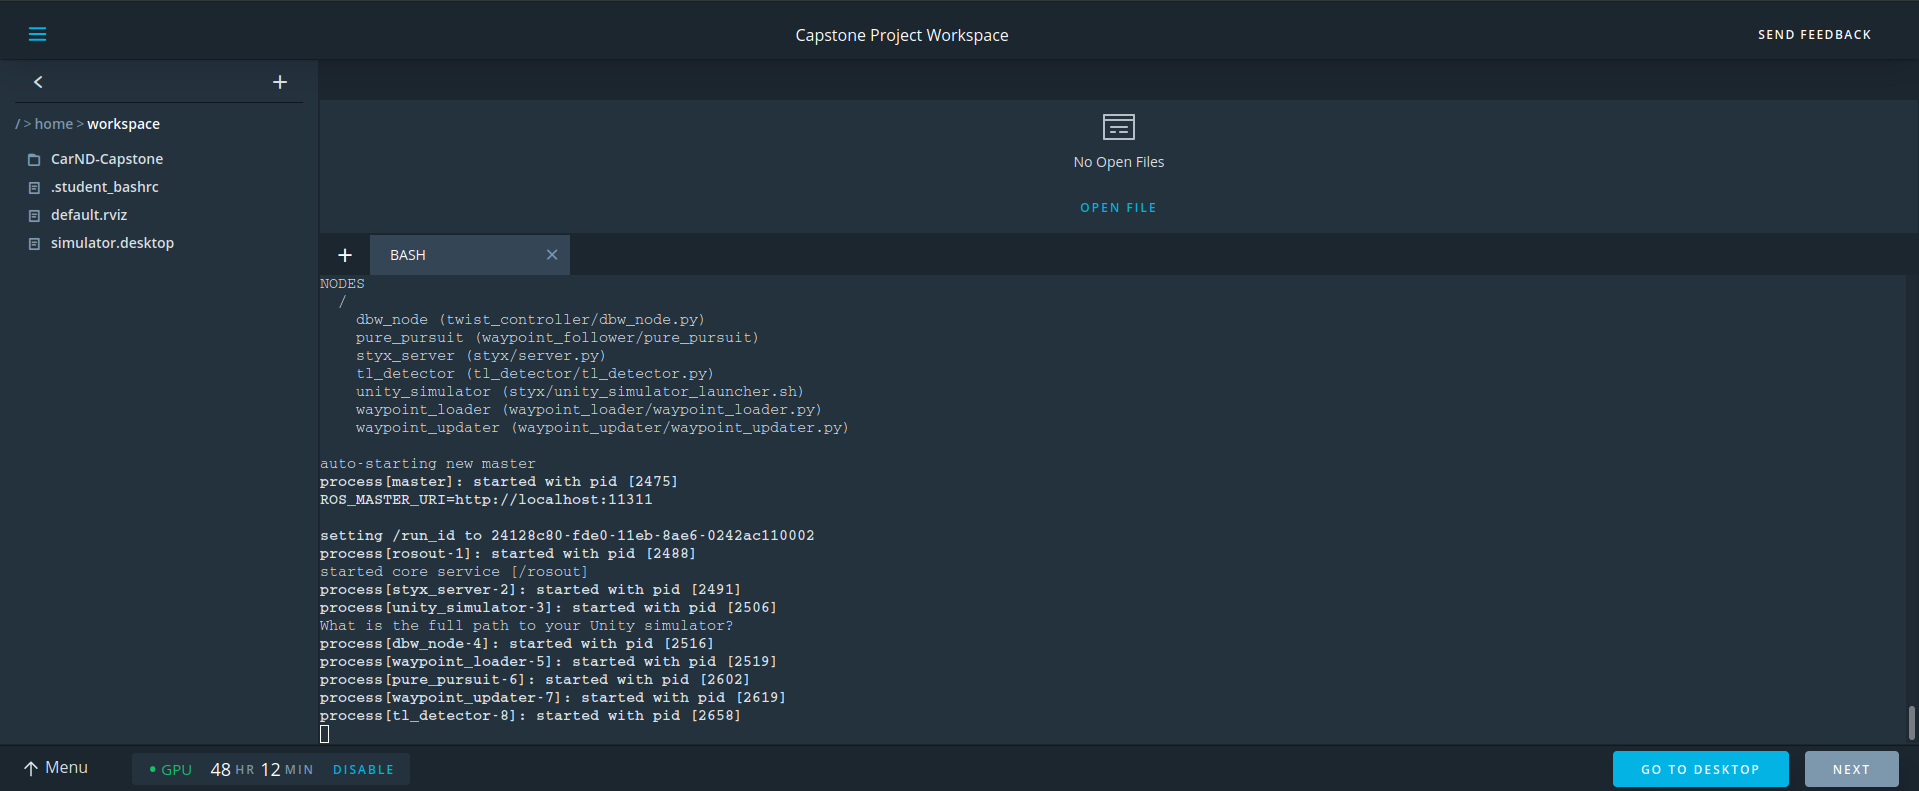 Capstone Project Workspace
SEND FEEDBACK
/ > home > workspace
CarND-Capstone
.student_bashrc
default.rviz
simulator.desktop
No Open Files
OPEN FILE
BASH
NODES
/
dbw_node (twist_controller/dbw_node.py)
pure_pursuit (waypoint_follower/pure_pursuit)
styx_server (styx/server.py)
tl_detector (tl_detector/tl_detector.py)
unity_simulator (styx/unity_simulator_launcher.sh)
waypoint_loader (waypoint_loader/waypoint_loader.py)
waypoint_updater (waypoint_updater/waypoint_updater.py)
auto-starting new master
process[master]: started with pid [2475]
ROS_MASTER_URI=http://localhost:11311
setting /run_id to 24128c80-fde0-11eb-8ae6-0242ac110002
process[rosout-1]: started with pid [2488]
started core service [/rosout]
process[styx_server-2]: started with pid [2491]
process[unity_simulator-3]: started with pid [2506]
What is the full path to your Unity simulator?
process[dbw_node-4]: started with pid [2516]
process[waypoint_loader-5]: started with pid [2519]
process[pure_pursuit-6]: started with pid [2602]
process[waypoint_updater-7]: started with pid [2619]
process[tl_detector-8]: started with pid [2658]
Menu
GPU 48 HR 12 MIN DISABLE
GO TO DESKTOP
NEXT